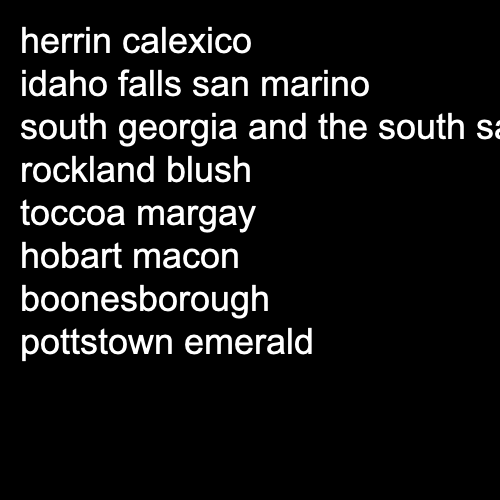 herrin calexico
idaho falls san marino
south georgia and the south
rockland blush
toccoa margay
hobart macon
boonesborough
pottstown emerald